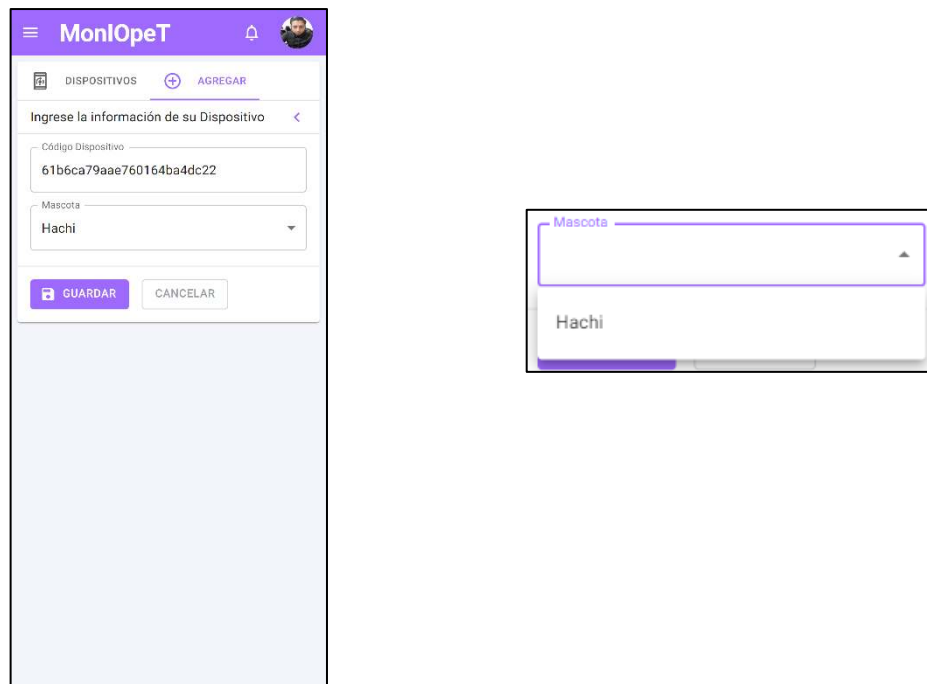 MonIOpeT
DISPOSITIVOS AGREGAR
Ingrese la información de su Dispositivo
Código Dispositivo
61b6ca79aae760164ba4dc22
Mascota
Hachi
GUARDAR CANCELAR
Mascota
Hachi